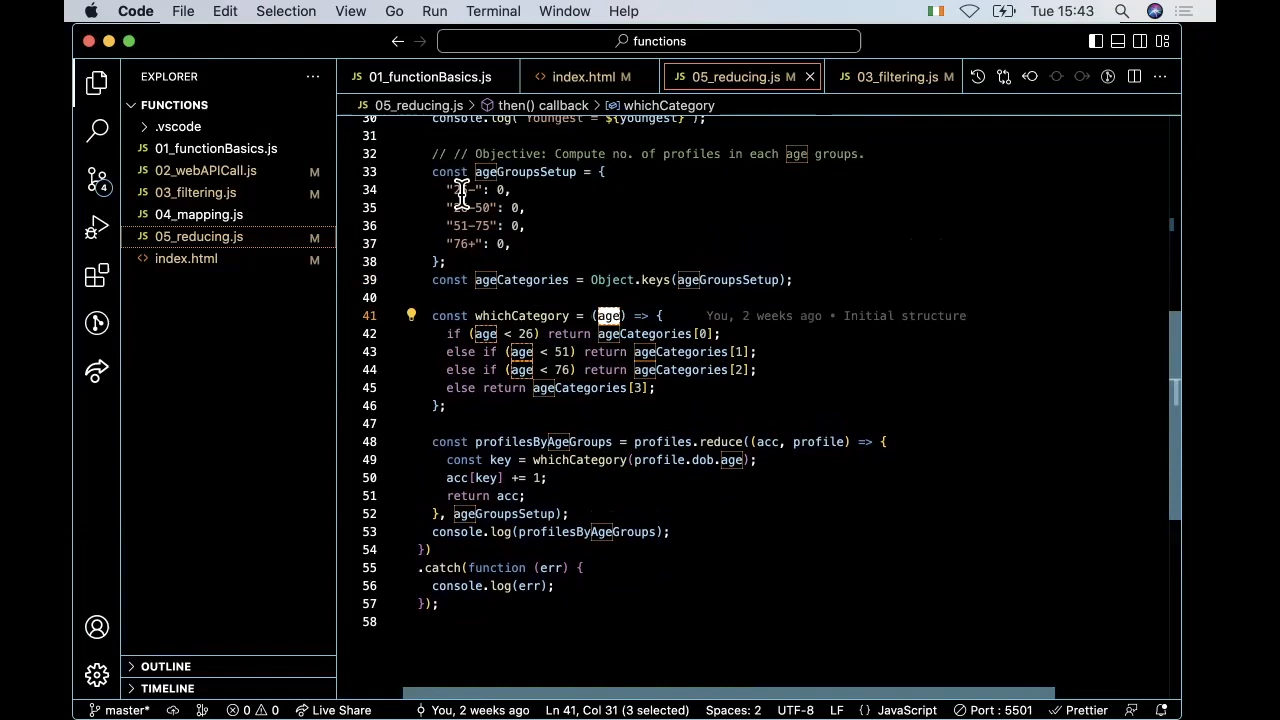 Code File Edit Selection View Go Run Terminal Window Help Tue 15:43
functions
EXPLORER
01_functionBasics.js index.html M 05_reducing.js M 03_filtering.js M
FUNCTIONS
05_reducing.js > then() callback > whichCategory
.vscode
01_functionBasics.js
02_webAPICall.js M
03_filtering.js M
04_mapping.js
05_reducing.js M
index.html M
4
30 console.log(`Youngest = ${youngest}`);
31
32 // // Objective: Compute no. of profiles in each age groups.
33 const ageGroupsSetup = {
34 -": 0,
35 -50": 0,
36 "51-75": 0,
37 "76+": 0,
38 };
39 const ageCategories = Object.keys(ageGroupsSetup);
40
41 const whichCategory = (age) => { You, 2 weeks ago • Initial structure
42 if (age < 26) return ageCategories[0];
43 else if (age < 51) return ageCategories[1];
44 else if (age < 76) return ageCategories[2];
45 else return ageCategories[3];
46 };
47
48 const profilesByAgeGroups = profiles.reduce((acc, profile) => {
49 const key = whichCategory(profile.dob.age);
50 acc[key] += 1;
51 return acc;
52 }, ageGroupsSetup);
53 console.log(profilesByAgeGroups);
54 })
55 .catch(function (err) {
56 console.log(err);
57 });
58
OUTLINE
TIMELINE
master* 0 0 Live Share You, 2 weeks ago Ln 41, Col 31 (3 selected) Spaces: 2 UTF-8 LF {} JavaScript Port : 5501 Prettier